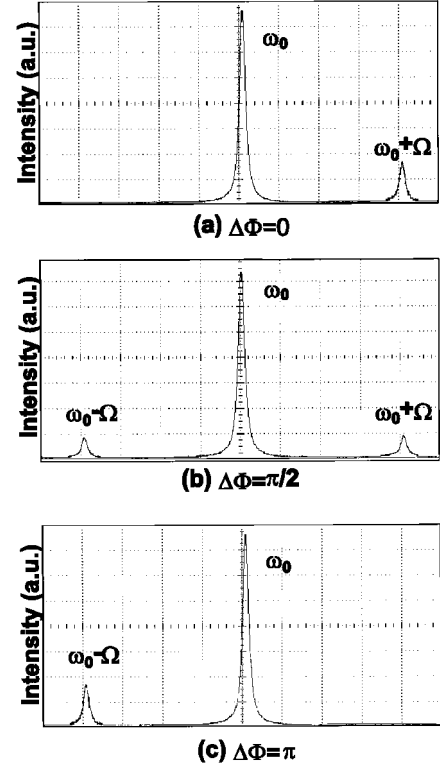 Intensity (a.u.)
ω₀
ω₀+Ω
(a) ΔΦ=0
Intensity (a.u.)
ω₀
ω₀-Ω
ω₀+Ω
(b) ΔΦ=π/2
Intensity (a.u.)
ω₀
ω₀-Ω
(c) ΔΦ=π